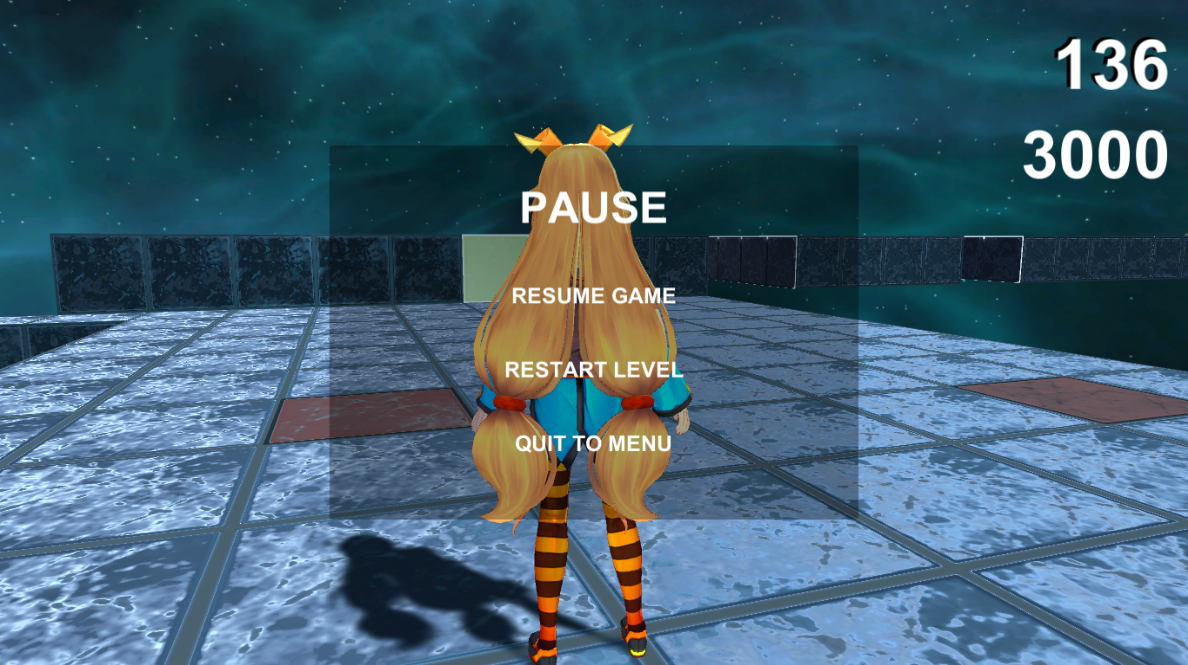 136
3000
PAUSE
RESUME GAME
RESTART LEVEL
QUIT TO MENU